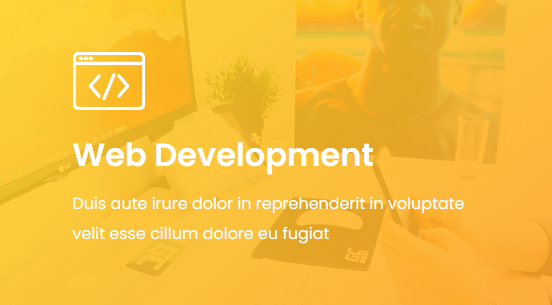 Web Development
Duis aute irure dolor in reprehenderit in voluptate
velit esse cillum dolore eu fugiat